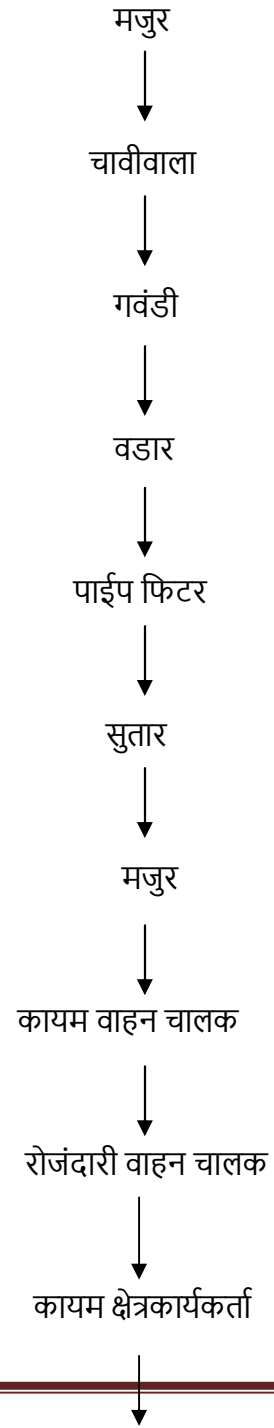 मजुर
चावीवाला
गवंडी
वडार
पाईप फिटर
सुतार
मजुर
कायम वाहन चालक
रोजंदारी वाहन चालक
कायम क्षेत्रकार्यकर्ता